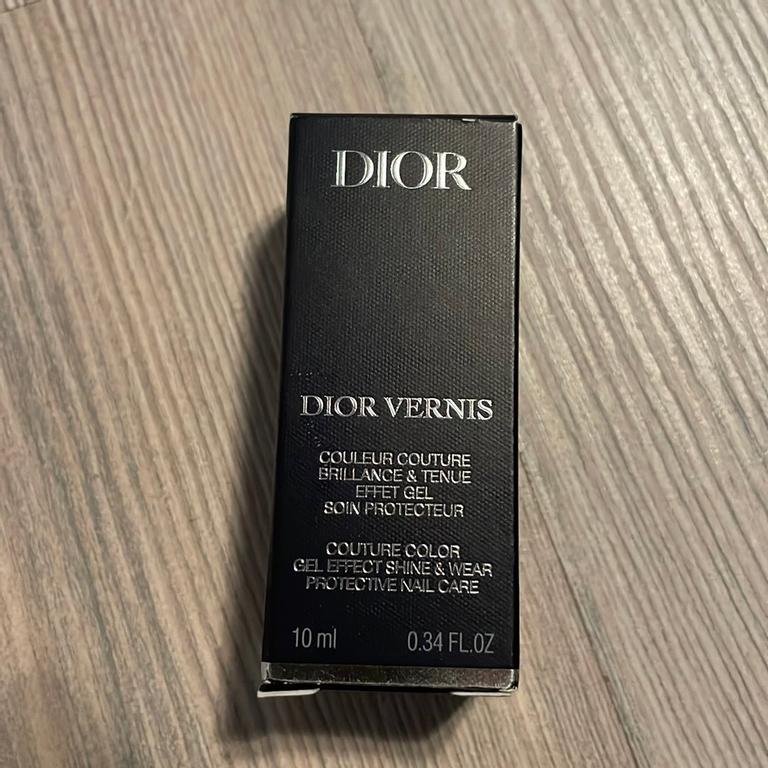 DIOR
DIOR VERNIS
COULEUR COUTURE
BRILLANCE & TENUE
EFFET GEL
SOIN PROTECTEUR
COUTURE COLOR
GEL EFFECT SHINE & WEAR
PROTECTIVE NAIL CARE
10 ml 0.34 FL.OZ